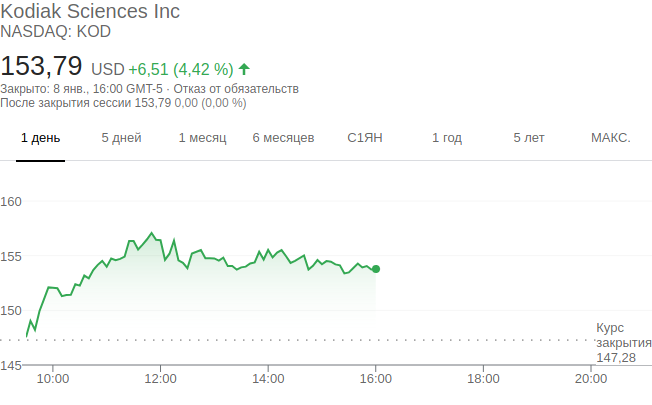 Kodiak Sciences Inc
NASDAQ: KOD
153,79 USD +6,51 (4,42 %)
Закрыто: 8 янв., 16:00 GMT-5 · Отказ от обязательств
После закрытия сессии 153,79 0,00 (0,00 %)
1 день 5 дней 1 месяц 6 месяцев С1ЯН 1 год 5 лет МАКС.
160
155
150
Курс
закрытия
147,28
145
10:00 12:00 14:00 16:00 18:00 20:00